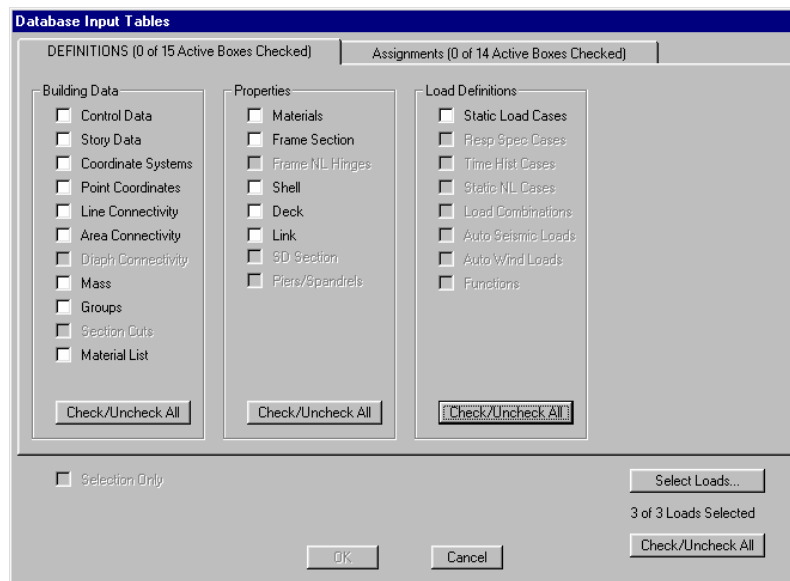 Database Input Tables
DEFINITIONS (0 of 15 Active Boxes Checked)
Assignments (0 of 14 Active Boxes Checked)
Building Data
Control Data
Story Data
Coordinate Systems
Point Coordinates
Line Connectivity
Area Connectivity
Diaph Connectivity
Mass
Groups
Section Cuts
Material List
Check/Uncheck All
Properties
Materials
Frame Section
Frame NL Hinges
Shell
Deck
Link
SD Section
Piers/Spandrels
Check/Uncheck All
Load Definitions
Static Load Cases
Resp Spec Cases
Time Hist Cases
Static NL Cases
Load Combinations
Auto Seismic Loads
Auto Wind Loads
Functions
Check/Uncheck All
Selection Only
Select Loads...
3 of 3 Loads Selected
Check/Uncheck All
OK
Cancel